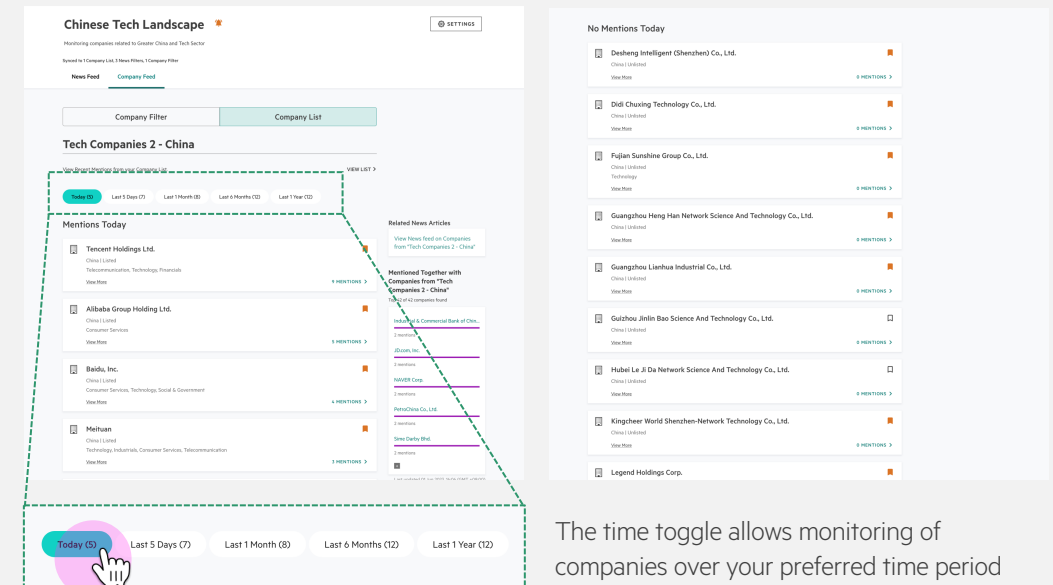 Chinese Tech Landscape
SETTINGS
Monitoring companies related to Greater China and Tech Sector
Synced to 1 Company List, 3 News Filters, 1 Company Filter
News Feed
Company Feed
Company Filter
Company List
Tech Companies 2 - China
View Recent Mentions from your Company List
VIEW LIST >
Today (5)
Last 5 Days (7)
Last 1 Month (8)
Last 6 Months (12)
Last 1 Year (12)
Mentions Today
Tencent Holdings Ltd.
China | Listed
Telecommunication, Technology, Financials
View More
9 MENTIONS >
Alibaba Group Holding Ltd.
China | Listed
Consumer Services
View More
5 MENTIONS >
Baidu, Inc.
China | Listed
Consumer Services, Technology, Social & Government
View More
4 MENTIONS >
Meituan
China | Listed
Technology, Industrials, Consumer Services, Telecommunication
View More
3 MENTIONS >
Related News Articles
View News feed on Companies
from "Tech Companies 2 - China"
Mentioned Together with
Companies from "Tech
Companies 2 - China"
Top 42 of 42 companies found
Industrial & Commercial Bank of Chin...
2 mentions
JD.com, Inc.
2 mentions
NAVER Corp.
2 mentions
PetroChina Co., Ltd.
2 mentions
Sime Darby Bhd.
2 mentions
Today (5)
Last 5 Days (7)
Last 1 Month (8)
Last 6 Months (12)
Last 1 Year (12)
No Mentions Today
Desheng Intelligent (Shenzhen) Co., Ltd.
China | Unlisted
View More
0 MENTIONS >
Didi Chuxing Technology Co., Ltd.
China | Unlisted
View More
0 MENTIONS >
Fujian Sunshine Group Co., Ltd.
China | Unlisted
Technology
View More
0 MENTIONS >
Guangzhou Heng Han Network Science And Technology Co., Ltd.
China | Unlisted
View More
0 MENTIONS >
Guangzhou Lianhua Industrial Co., Ltd.
China | Unlisted
View More
0 MENTIONS >
Guizhou Jinlin Bao Science And Technology Co., Ltd.
China | Unlisted
View More
0 MENTIONS >
Hubei Le Ji Da Network Science And Technology Co., Ltd.
China | Unlisted
View More
0 MENTIONS >
Kingcheer World Shenzhen-Network Technology Co., Ltd.
China | Unlisted
View More
0 MENTIONS >
Legend Holdings Corp.
The time toggle allows monitoring of
companies over your preferred time period